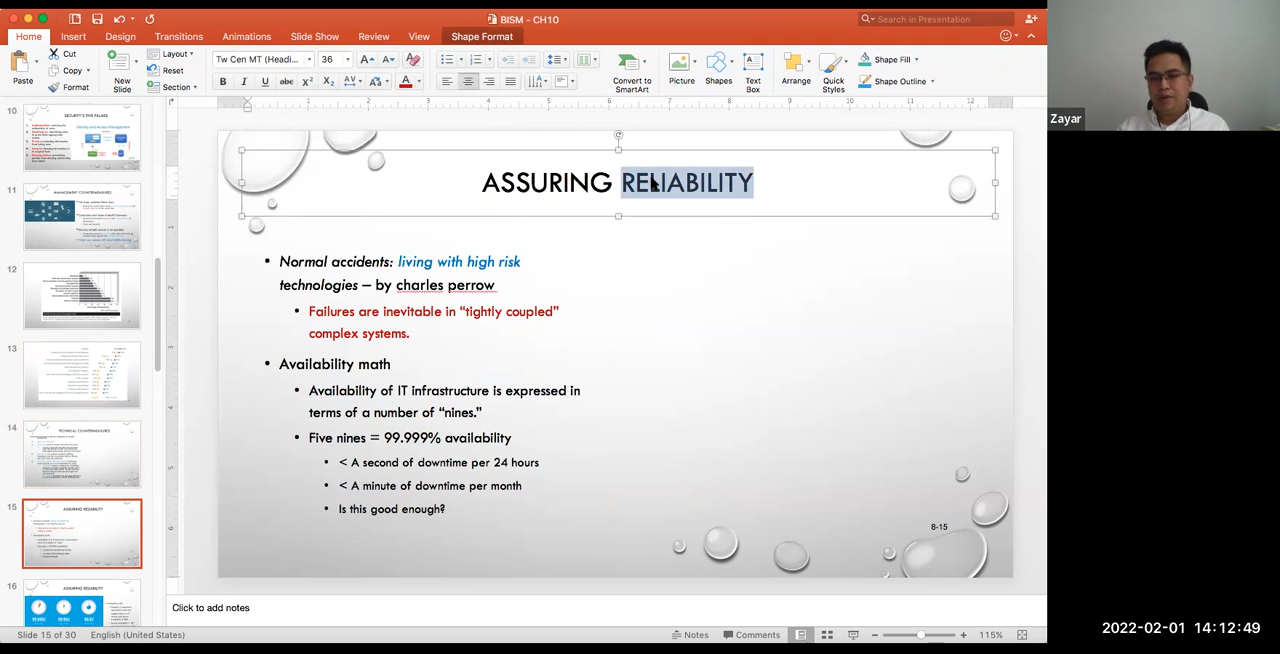 BISM - CH10
Search in Presentation
Home Insert Design Transitions Animations Slide Show Review View Shape Format
Cut
Copy
Format
Paste
New Slide
Layout
Reset
Section
Tw Cen MT (Headi... 36
Convert to SmartArt
Picture
Shapes
Text Box
Arrange
Quick Styles
Shape Fill
Shape Outline
Zayar
10
SECURITY'S FIVE PILLARS
11
MANAGEMENT COUNTERMEASURES
12
13
14
TECHNICAL COUNTERMEASURES
15
ASSURING RELIABILITY
16
ASSURING RELIABILITY
ASSURING RELIABILITY
• Normal accidents: living with high risk
technologies – by charles perrow
• Failures are inevitable in “tightly coupled”
complex systems.
• Availability math
• Availability of IT infrastructure is expressed in
terms of a number of “nines.”
• Five nines = 99.999% availability
< A second of downtime per 24 hours
• < A minute of downtime per month
• Is this good enough?
8-15
Click to add notes
Slide 15 of 30 English (United States)
Notes Comments 115%
2022-02-01 14:12:49